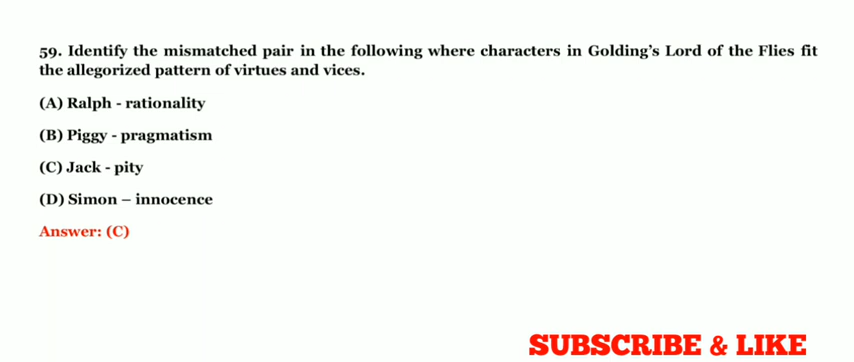 59. Identify the mismatched pair in the following where characters in Golding's Lord of the Flies fit
the allegorized pattern of virtues and vices.
(A) Ralph - rationality
(B) Piggy - pragmatism
(C) Jack - pity
(D) Simon – innocence
Answer: (C)
SUBSCRIBE & LIKE